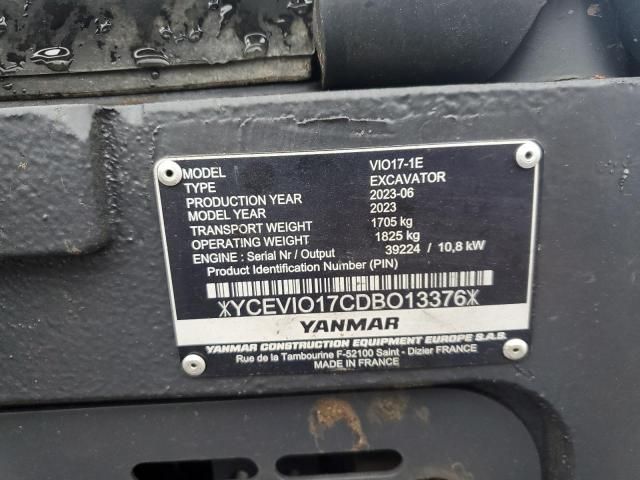 MODEL VIO17-1E
TYPE EXCAVATOR
PRODUCTION YEAR 2023-06
MODEL YEAR 2023
TRANSPORT WEIGHT 1705 kg
OPERATING WEIGHT 1825 kg
ENGINE : Serial Nr / Output 39224 / 10,8 kW
Product Identification Number (PIN)
*YCEVIO17CDBO13376*
YANMAR
YANMAR CONSTRUCTION EQUIPMENT EUROPE S.A.S.
Rue de la Tambourine F-52100 Saint - Dizier FRANCE
MADE IN FRANCE